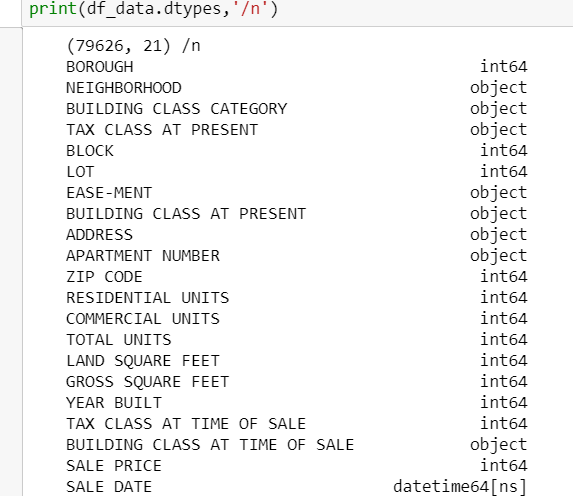 print(df_data.dtypes,'/n')
(79626, 21) /n
BOROUGH int64
NEIGHBORHOOD object
BUILDING CLASS CATEGORY object
TAX CLASS AT PRESENT object
BLOCK int64
LOT int64
EASE-MENT object
BUILDING CLASS AT PRESENT object
ADDRESS object
APARTMENT NUMBER object
ZIP CODE int64
RESIDENTIAL UNITS int64
COMMERCIAL UNITS int64
TOTAL UNITS int64
LAND SQUARE FEET int64
GROSS SQUARE FEET int64
YEAR BUILT int64
TAX CLASS AT TIME OF SALE int64
BUILDING CLASS AT TIME OF SALE object
SALE PRICE int64
SALE DATE datetime64[ns]